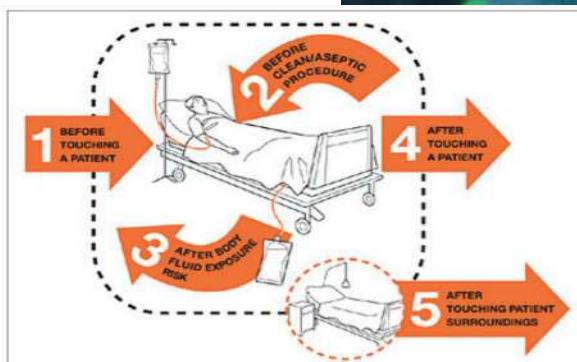 1
BEFORE
TOUCHING
A PATIENT
2
BEFORE
CLEAN/ASEPTIC
PROCEDURE
3
AFTER BODY
FLUID EXPOSURE
RISK
4
AFTER
TOUCHING
A PATIENT
5
AFTER
TOUCHING PATIENT
SURROUNDINGS